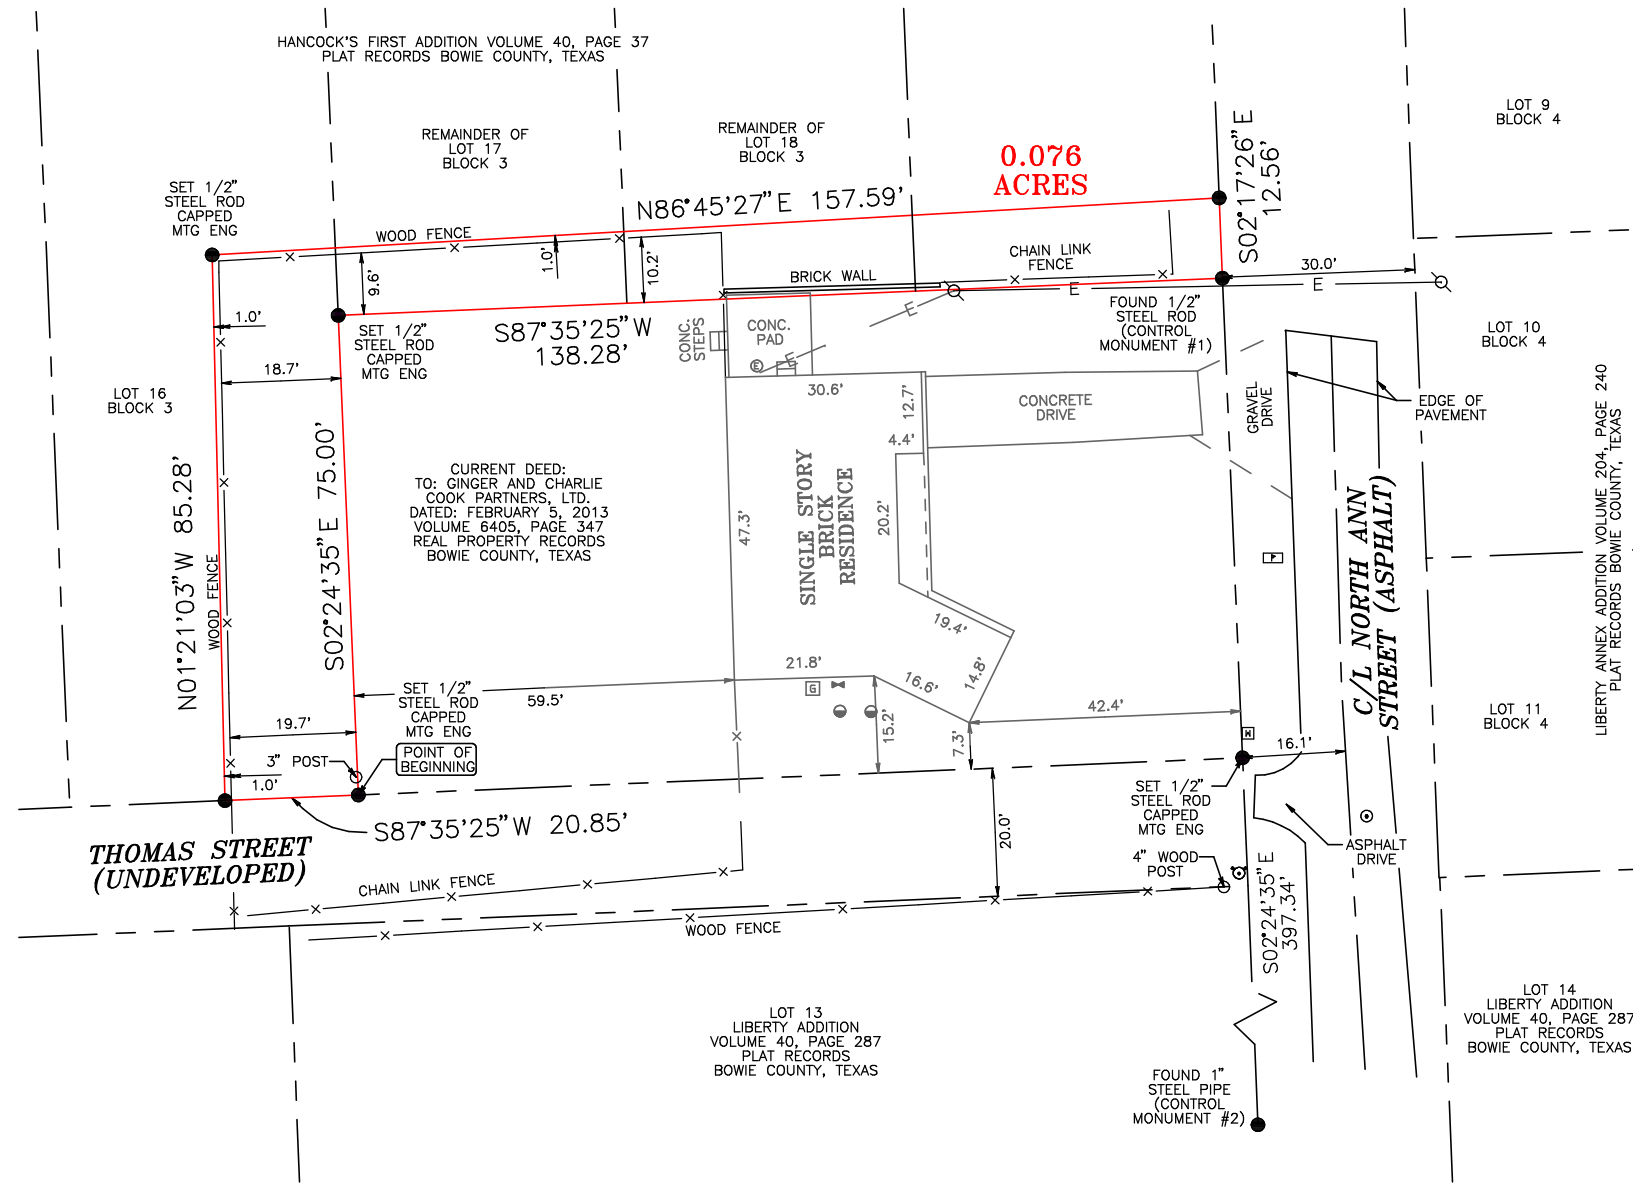 HANCOCK'S FIRST ADDITION VOLUME 40, PAGE 37
PLAT RECORDS BOWIE COUNTY, TEXAS
REMAINDER OF
LOT 17
BLOCK 3
REMAINDER OF
LOT 18
BLOCK 3
0.076
ACRES
S02°17'26"E
12.56'
LOT 9
BLOCK 4
SET 1/2"
STEEL ROD
CAPPED
MTG ENG
N86°45'27"E 157.59'
WOOD FENCE
1.0'
10.2'
9.6'
CHAIN LINK
FENCE
BRICK WALL
30.0'
E
E
E
E
1.0'
SET 1/2"
STEEL ROD
CAPPED
MTG ENG
S87°35'25"W
138.28'
CONC.
STEPS
CONC.
PAD
E
FOUND 1/2"
STEEL ROD
(CONTROL
MONUMENT #1)
LOT 10
BLOCK 4
18.7'
30.6'
12.7'
4.4'
CONCRETE
DRIVE
GRAVEL
DRIVE
EDGE OF
PAVEMENT
LOT 16
BLOCK 3
LIBERTY ANNEX ADDITION VOLUME 204, PAGE 240
PLAT RECORDS BOWIE COUNTY, TEXAS
N01°21'03"W 85.28'
WOOD FENCE
S02°24'35"E 75.00'
CURRENT DEED:
TO: GINGER AND CHARLIE
COOK PARTNERS, LTD.
DATED: FEBRUARY 5, 2013
VOLUME 6405, PAGE 347
REAL PROPERTY RECORDS
BOWIE COUNTY, TEXAS
47.3'
SINGLE STORY
BRICK
RESIDENCE
20.2'
19.4'
14.8'
16.6'
21.8'
G
15.2'
7.3'
42.4'
C/L NORTH ANN
STREET (ASPHALT)
LOT 11
BLOCK 4
SET 1/2"
STEEL ROD
CAPPED
MTG ENG
59.5'
19.7'
3" POST
1.0'
POINT OF
BEGINNING
16.1'
SET 1/2"
STEEL ROD
CAPPED
MTG ENG
S87°35'25"W 20.85'
THOMAS STREET
(UNDEVELOPED)
20.0'
4" WOOD
POST
ASPHALT
DRIVE
CHAIN LINK FENCE
WOOD FENCE
S02°24'35"E
397.34'
LOT 13
LIBERTY ADDITION
VOLUME 40, PAGE 287
PLAT RECORDS
BOWIE COUNTY, TEXAS
LOT 14
LIBERTY ADDITION
VOLUME 40, PAGE 287
PLAT RECORDS
BOWIE COUNTY, TEXAS
FOUND 1"
STEEL PIPE
(CONTROL
MONUMENT #2)